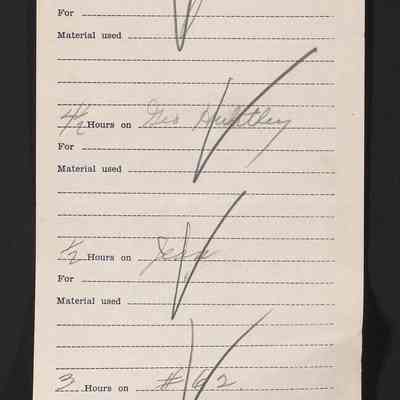 For
Material used
4½ Hours on Geo Huntley
For
Material used
½ Hours on
For
Material used
3 Hours on #62